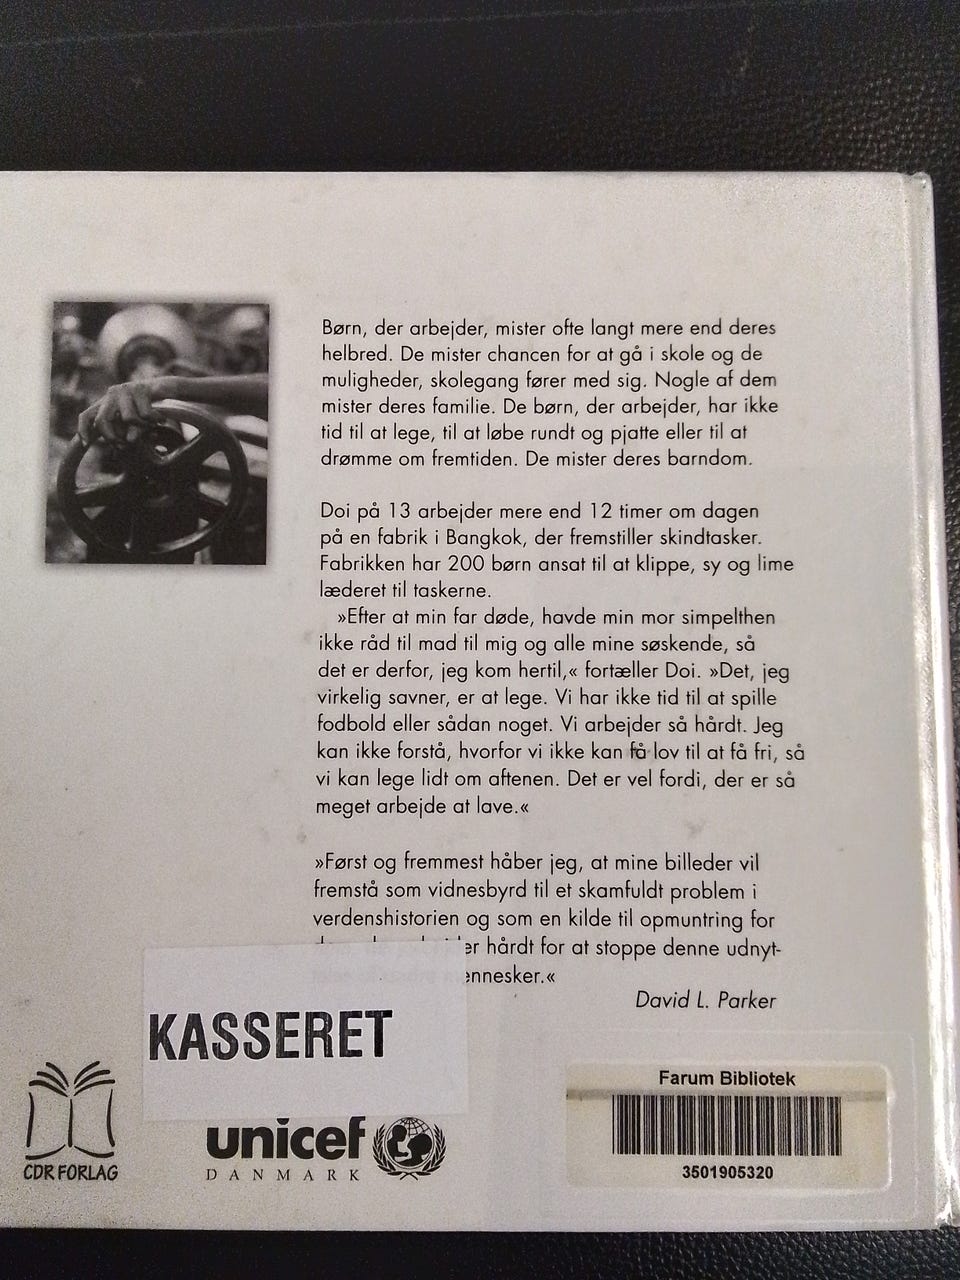 Børn, der arbejder, mister ofte langt mere end deres
helbred. De mister chancen for at gå i skole og de
muligheder, skolegang fører med sig. Nogle af dem
mister deres familie. De børn, der arbejder, har ikke
tid til at lege, til at løbe rundt og pjatte eller til at
drømme om fremtiden. De mister deres barndom.
Doi på 13 arbejder mere end 12 timer om dagen
på en fabrik i Bangkok, der fremstiller skindtasker.
Fabrikken har 200 børn ansat til at klippe, sy og lime
læderet til taskerne.
»Efter at min far døde, havde min mor simpelthen
ikke råd til mad til mig og alle mine søskende, så
det er derfor, jeg kom hertil,« fortæller Doi. »Det, jeg
virkelig savner, er at lege. Vi har ikke tid til at spille
fodbold eller sådan noget. Vi arbejder så hårdt. Jeg
kan ikke forstå, hvorfor vi ikke kan få lov til at få fri, så
vi kan lege lidt om aftenen. Det er vel fordi, der er så
meget arbejde at lave.«
»Først og fremmest håber jeg, at mine billeder vil
fremstå som vidnesbyrd til et skamfuldt problem i
verdenshistorien og som en kilde til opmuntring for
hårdt for at stoppe denne udnyt-
ennesker.«
David L. Parker
KASSERET
CDR FORLAG
unicef
DANMARK
Farum Bibliotek
3501905320